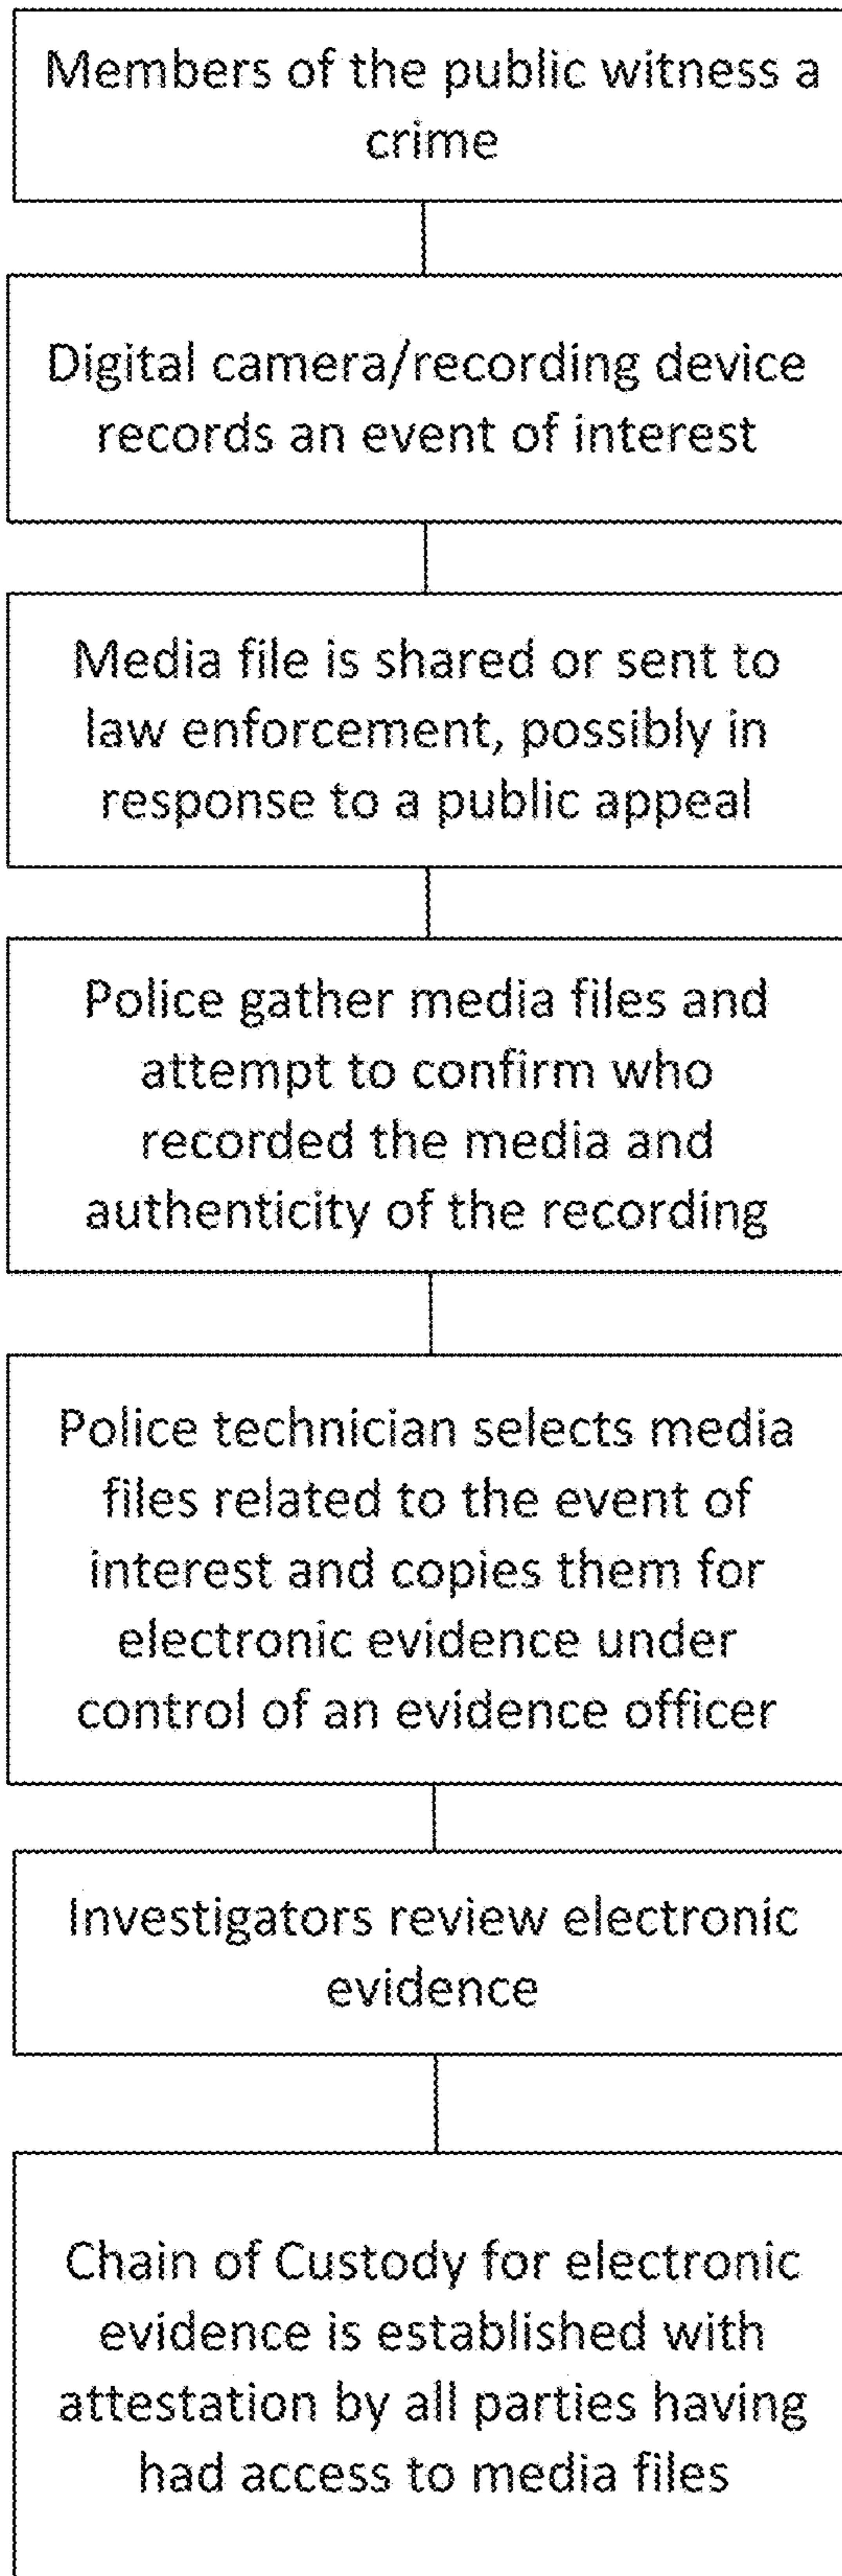 Members of the public witness a
crime
Digital camera/recording device
records an event of interest
Media file is shared or sent to
law enforcement, possibly in
response to a public appeal
Police gather media files and
attempt to confirm who
recorded the media and
authenticity of the recording
Police technician selects media
files related to the event of
interest and copies them for
electronic evidence under
control of an evidence officer
Investigators review electronic
evidence
Chain of Custody for electronic
evidence is established with
attestation by all parties having
had access to media files